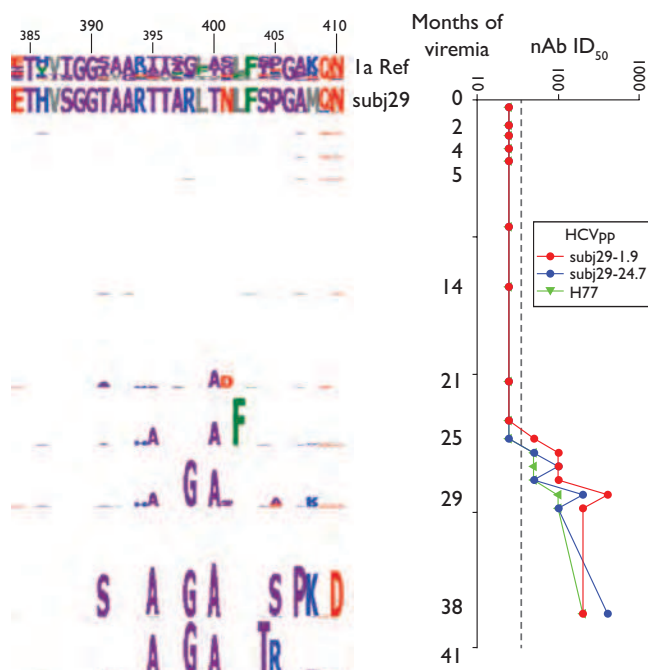 385 390 395 400 405 410
1a Ref
ETHVSGGTAARTTARLTNLFSPGAMQN subj29
A D
A A F
A G A A K
S A G A S P K D
A G A T R
Months of
viremia
nAb ID50
10 100 1000
0
2
4
5
14
21
25
29
38
41
HCVpp
subj29-1.9
subj29-24.7
H77